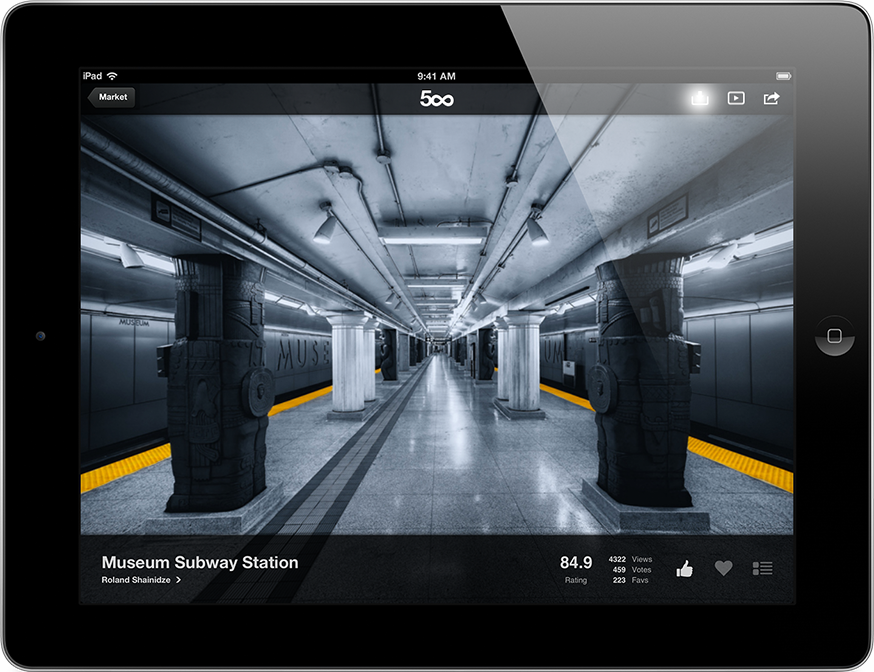 iPad
9:41 AM
Market
500
MUSEUM
MUSE
UM
Museum Subway Station
Roland Shainidze
84.9
Rating
4322 Views
459 Votes
223 Favs